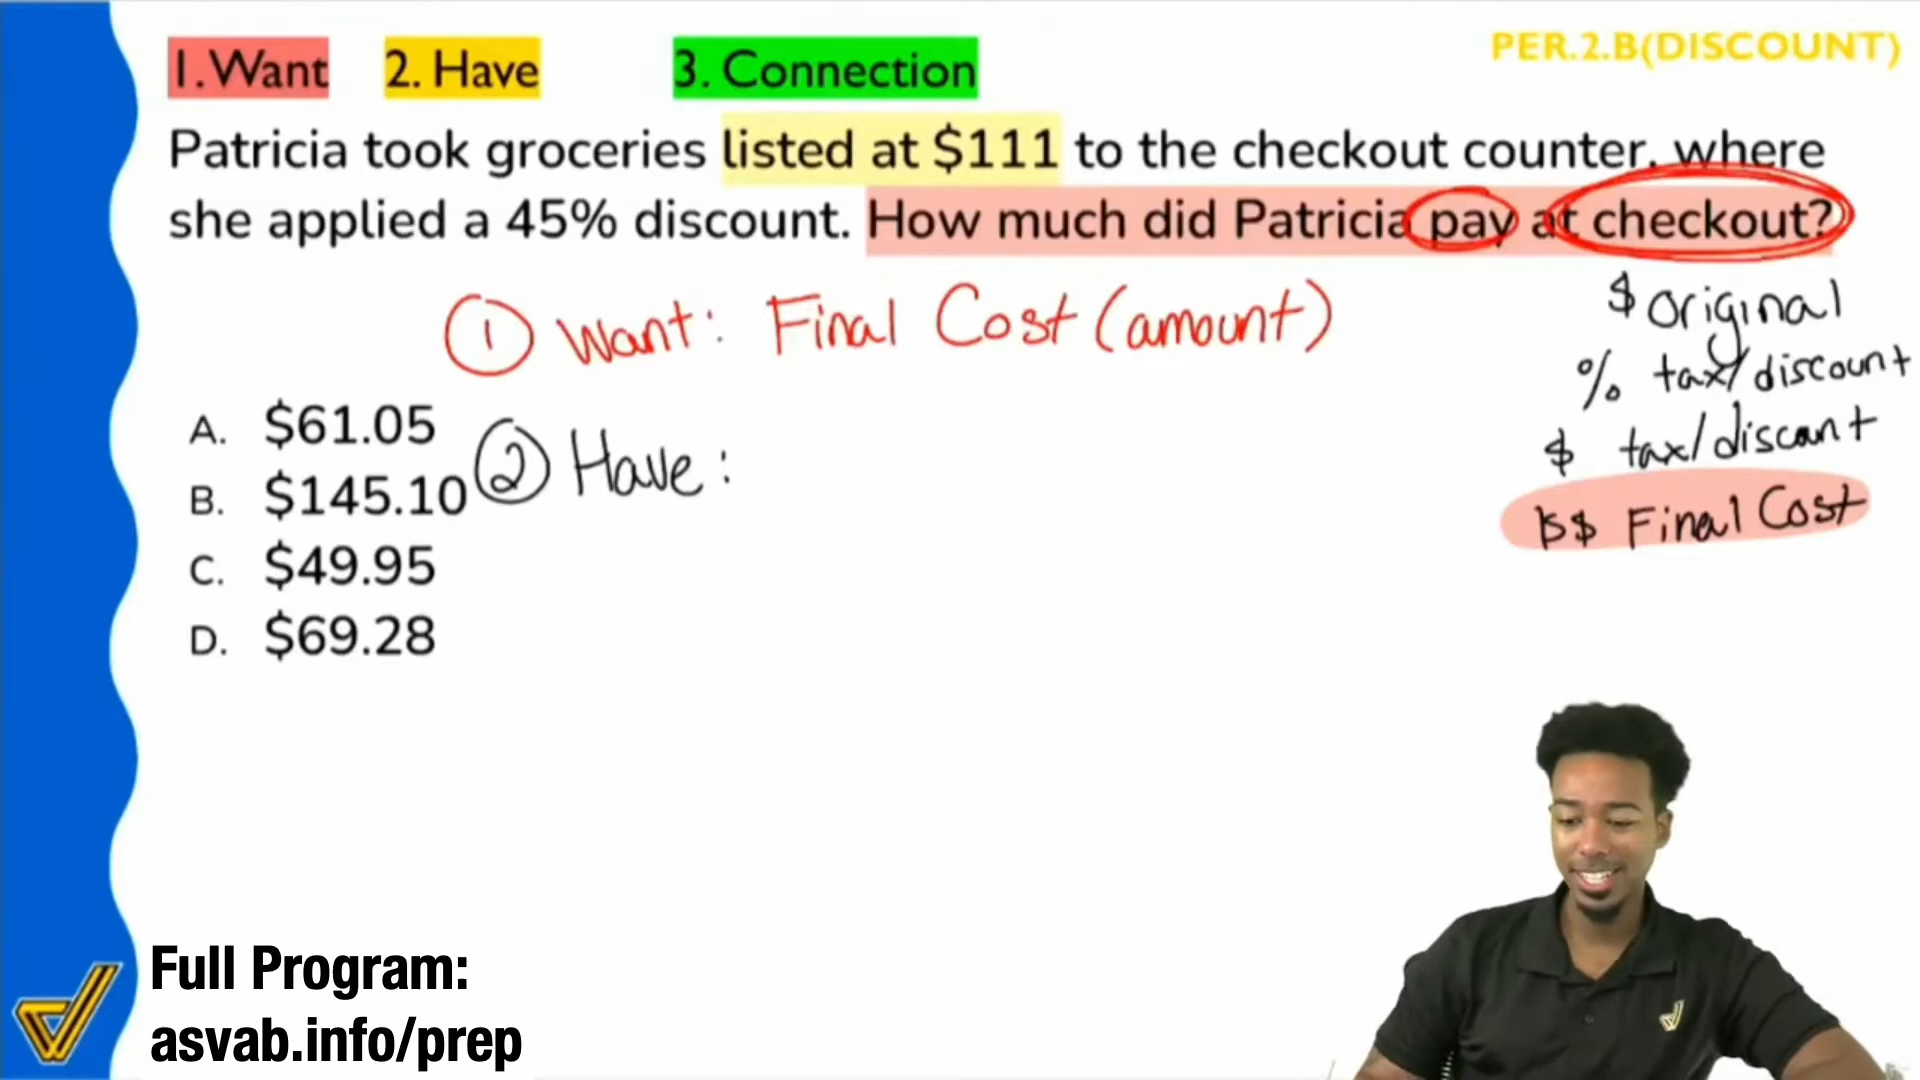 PER.2.B(DISCOUNT)
1. Want 2. Have 3. Connection
Patricia took groceries listed at $111 to the checkout counter, where
she applied a 45% discount. How much did Patricia pay at checkout?
① Want: Final Cost (amount)
$ Original
% tax/discount
$ tax/discount
$$ Final Cost
② Have:
A. $61.05
B. $145.10
C. $49.95
D. $69.28
Full Program:
asvab.info/prep